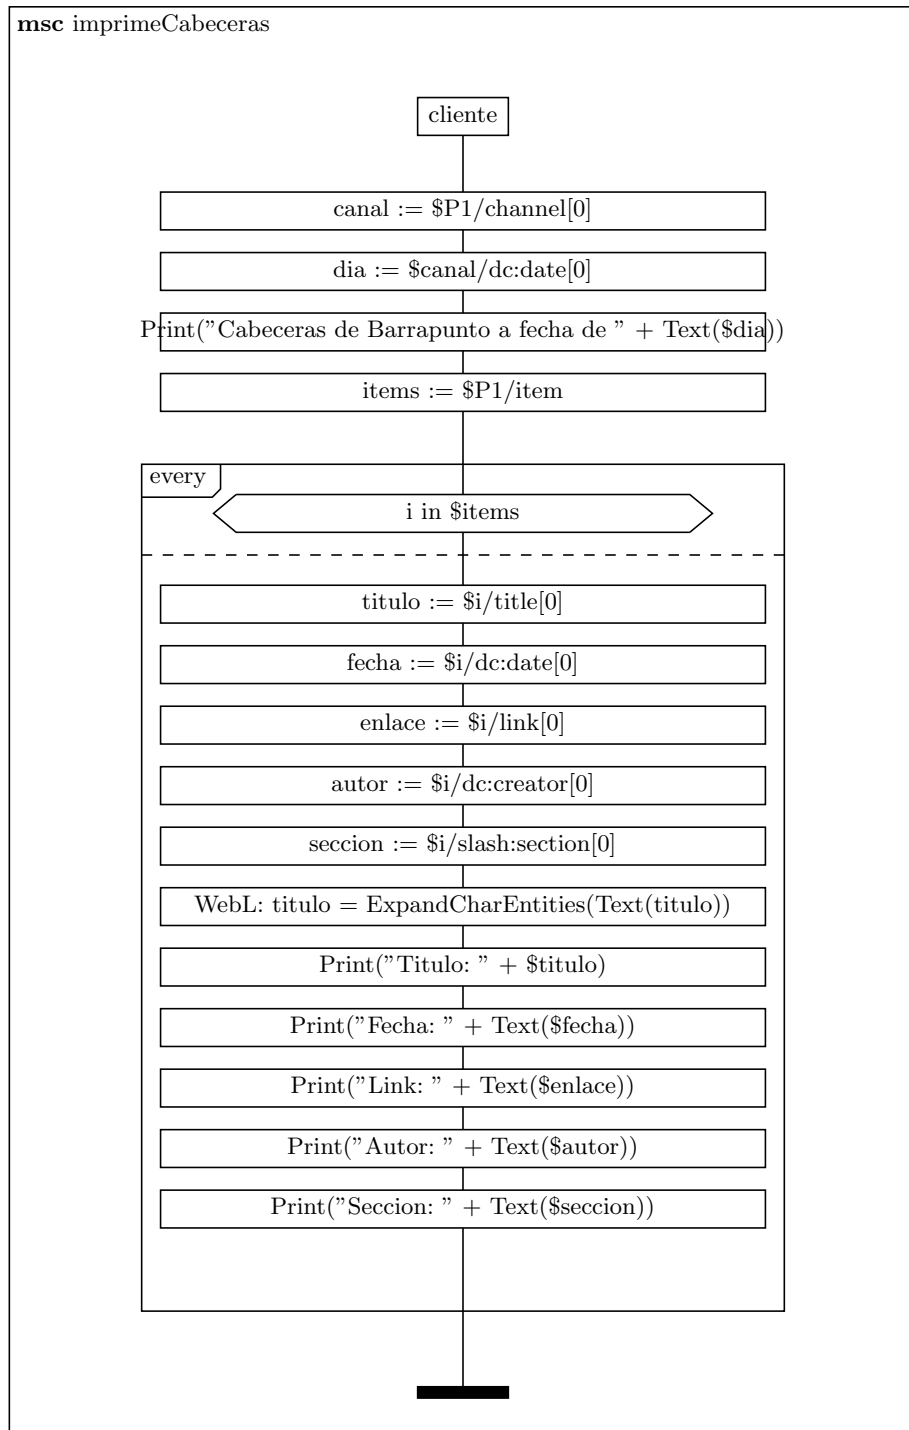 msc imprimeCabeceras
cliente
canal := $P1/channel[0]
dia := $canal/dc:date[0]
Print(”Cabeceras de Barrapunto a fecha de ” + Text($dia))
items := $P1/item
every
i in $items
titulo := $i/title[0]
fecha := $i/dc:date[0]
enlace := $i/link[0]
autor := $i/dc:creator[0]
seccion := $i/slash:section[0]
WebL: titulo = ExpandCharEntities(Text(titulo))
Print(”Titulo: ” + $titulo)
Print(”Fecha: ” + Text($fecha))
Print(”Link: ” + Text($enlace))
Print(”Autor: ” + Text($autor))
Print(”Seccion: ” + Text($seccion))